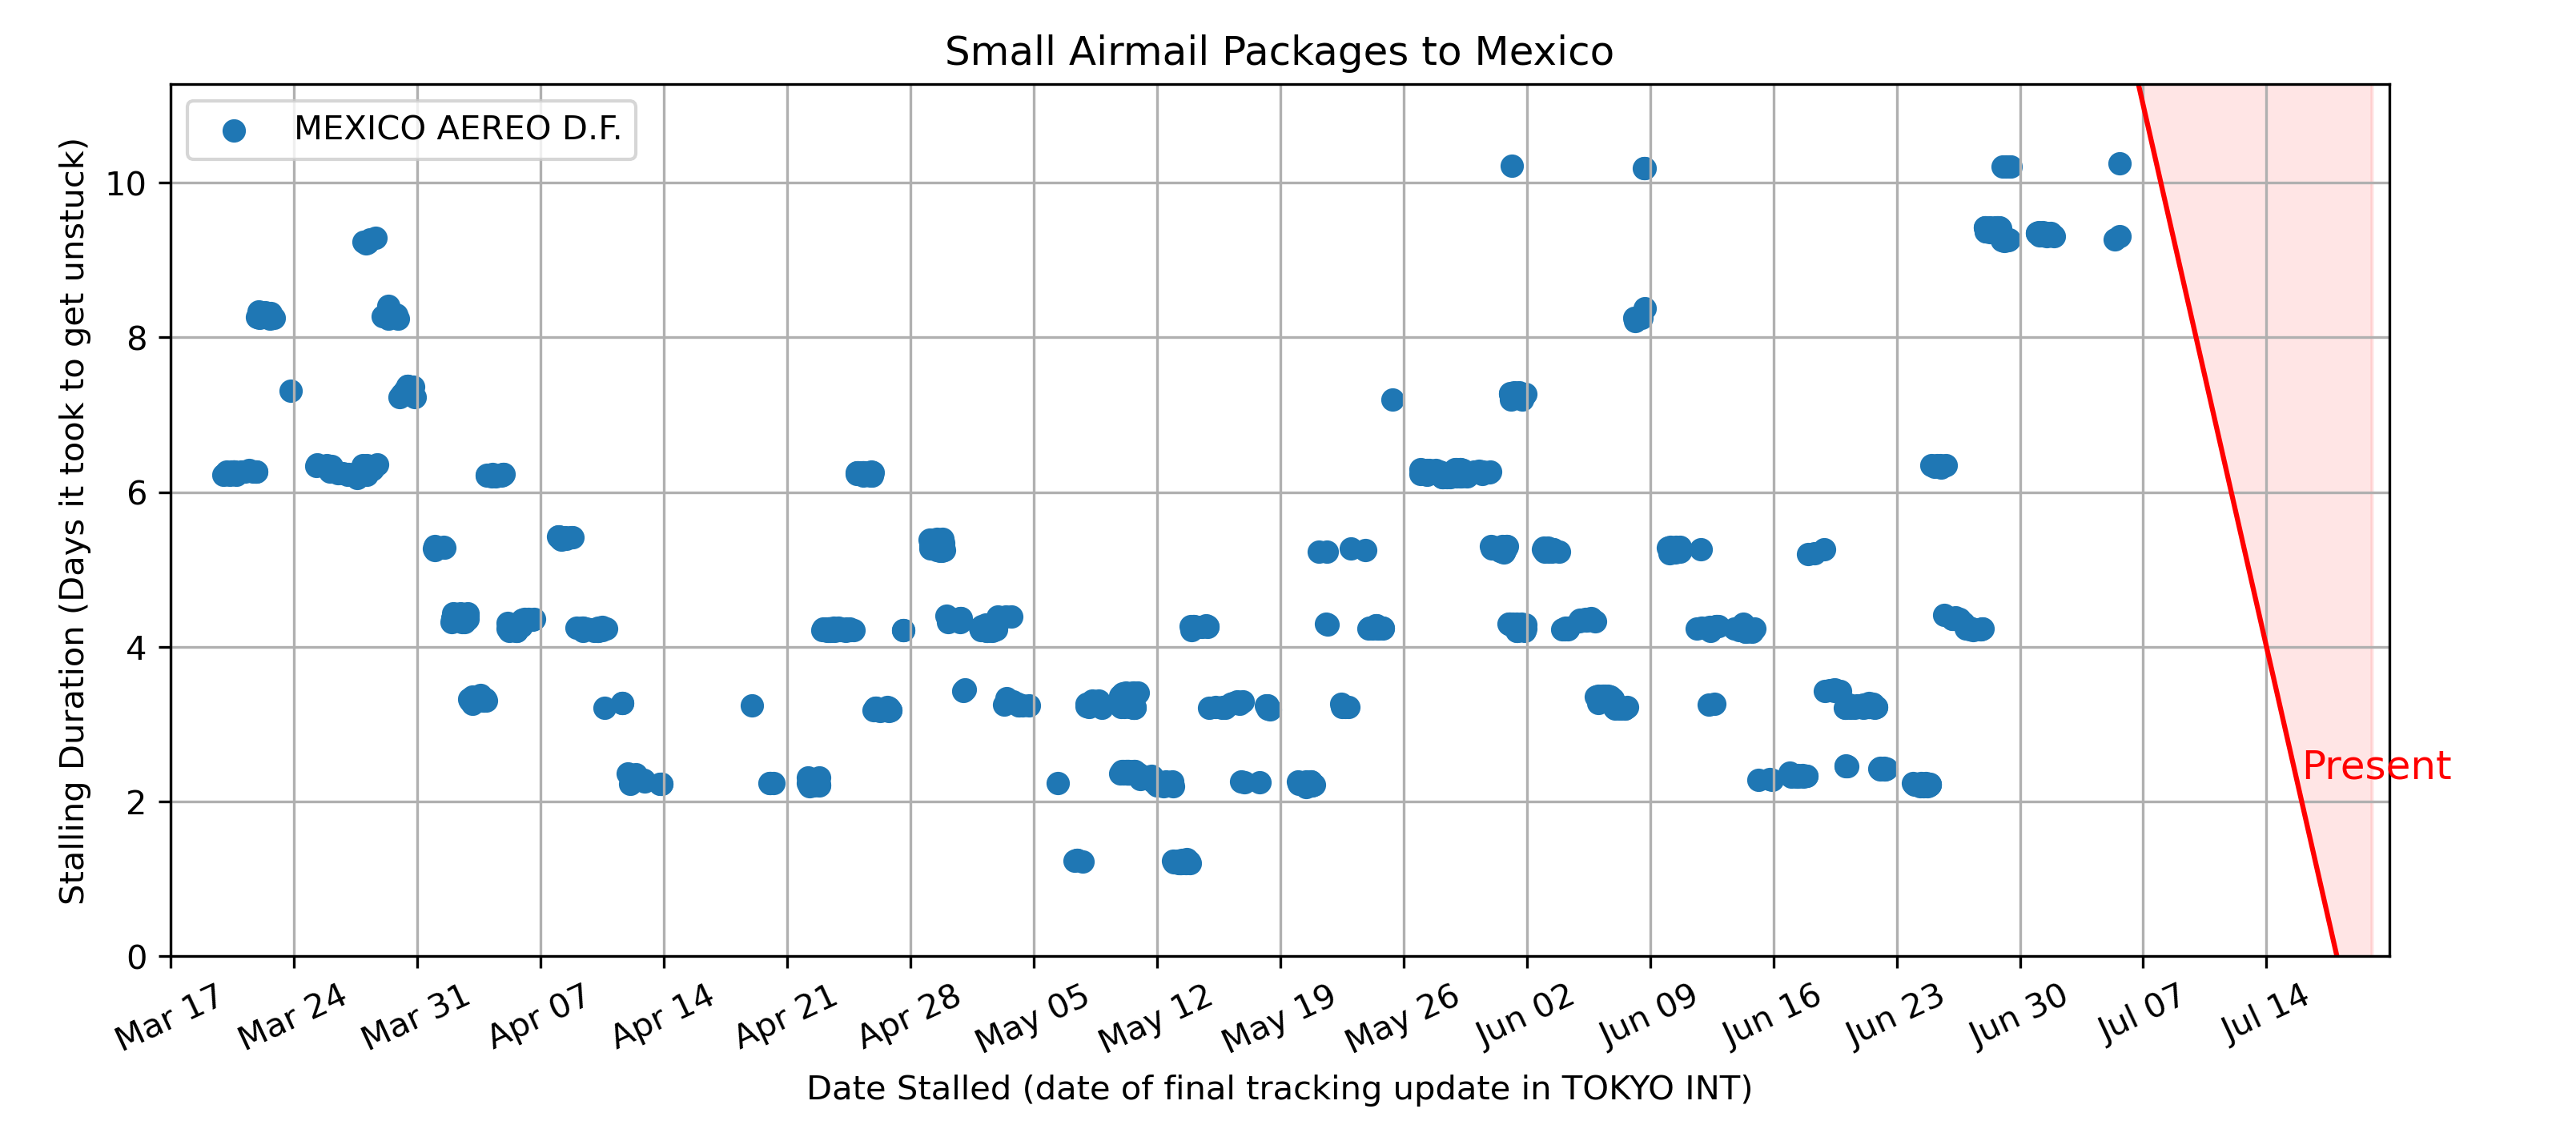 Small Airmail Packages to Mexico
MEXICO AEREO D.F.
Stalling Duration (Days it took to get unstuck)
10
8
6
4
2
0
Present
Mar 17
Mar 24
Mar 31
Apr 07
Apr 14
Apr 21
Apr 28
May 05
May 12
May 19
May 26
Jun 02
Jun 09
Jun 16
Jun 23
Jun 30
Jul 07
Jul 14
Date Stalled (date of final tracking update in TOKYO INT)